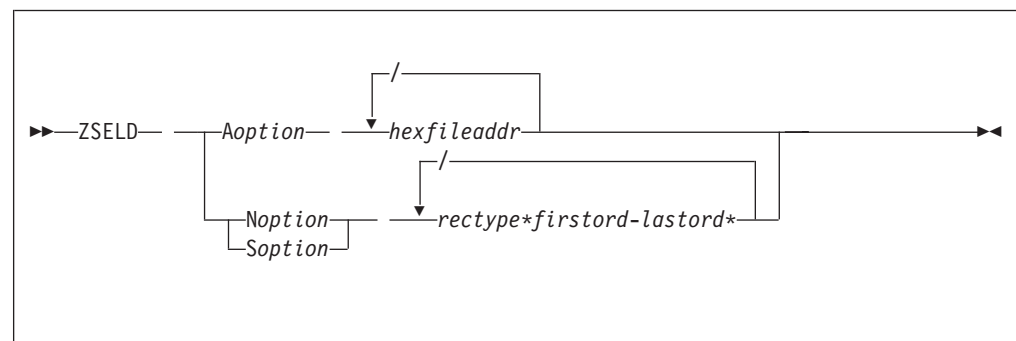 /
ZSELD Aoption hexfileaddr
/
Noption rectype*firstord-lastord*
Soption